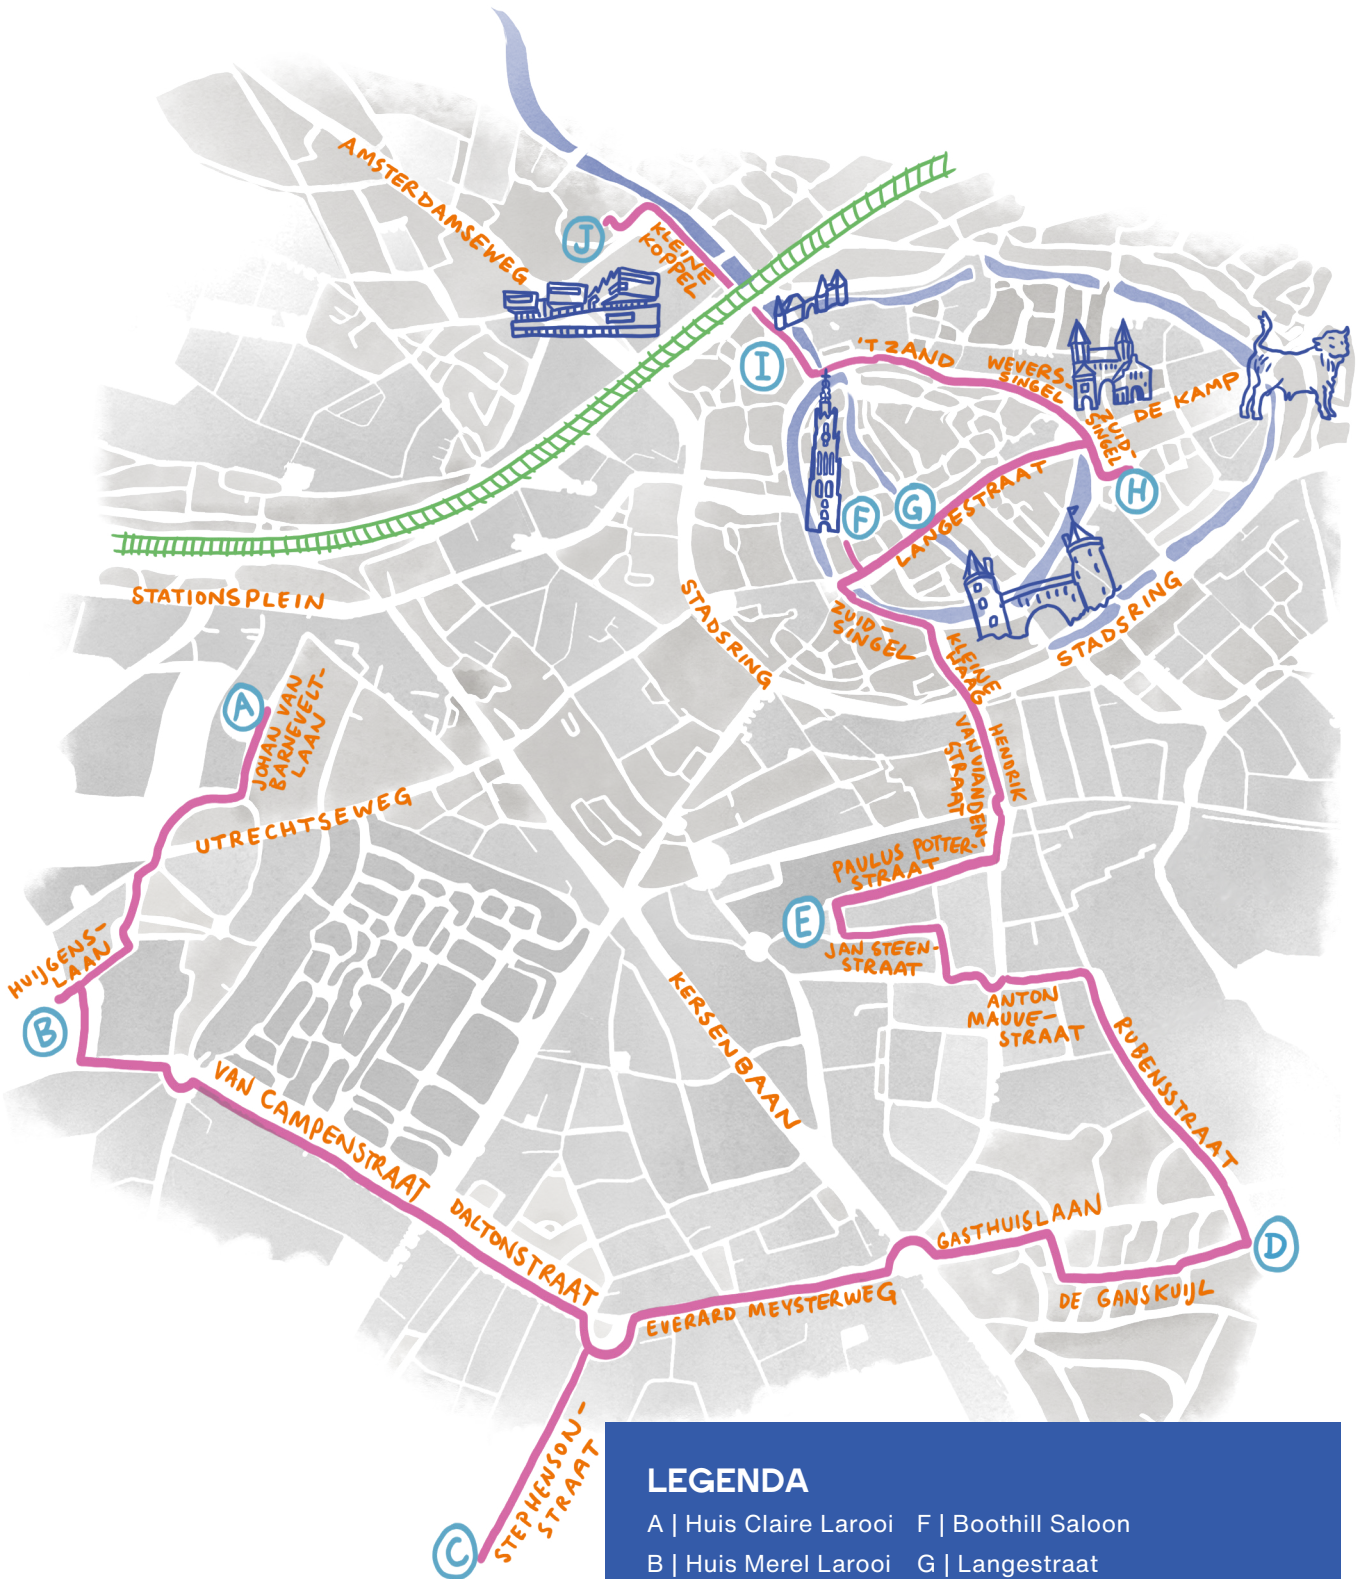 AMSTERDAMSEWEG
J
KLEINE
KOPPEL
I
'T ZAND
WEVERS-
SINGEL
ZUID-
SINGEL
DE KAMP
H
F
G
LANGESTRAAT
STATIONSPLEIN
STADSRING
ZUID-
SINGEL
KLEINE
HAAG
STADSRING
A
JOHAN VAN
BARNEVELT-
LAAN
HENDRIK
VAN VIANDEN-
STRAAT
UTRECHTSEWEG
PAULUS POTTER-
STRAAT
E
JAN STEEN-
STRAAT
HUIJGENS-
LAAN
B
KERSENBAAN
ANTON
MAUVE-
STRAAT
RUBENSSTRAAT
VAN CAMPENSTRAAT
DALTONSTRAAT
GASTHUISLAAN
D
EVERARD MEYSTERWEG
DE GANSKUIJL
STEPHENSON-
STRAAT
C
LEGENDA
A | Huis Claire Larooi F | Boothill Saloon
B | Huis Merel Larooi G | Langestraat